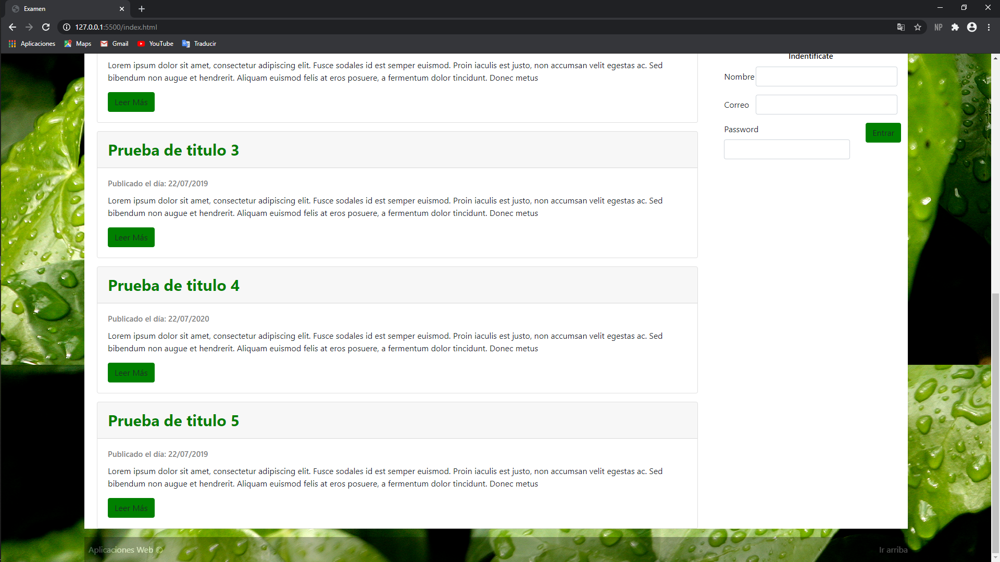 Examen
127.0.0.1:5500/index.html
NP
Aplicaciones
Maps
Gmail
YouTube
Traducir
Lorem ipsum dolor sit amet, consectetur adipiscing elit. Fusce sodales id est semper euismod. Proin iaculis est justo, non accumsan velit egestas ac. Sed
bibendum non augue et hendrerit. Aliquam euismod felis at eros posuere, a fermentum dolor tincidunt. Donec metus
Leer Más
Prueba de titulo 3
Publicado el día: 22/07/2019
Lorem ipsum dolor sit amet, consectetur adipiscing elit. Fusce sodales id est semper euismod. Proin iaculis est justo, non accumsan velit egestas ac. Sed
bibendum non augue et hendrerit. Aliquam euismod felis at eros posuere, a fermentum dolor tincidunt. Donec metus
Leer Más
Prueba de titulo 4
Publicado el día: 22/07/2020
Lorem ipsum dolor sit amet, consectetur adipiscing elit. Fusce sodales id est semper euismod. Proin iaculis est justo, non accumsan velit egestas ac. Sed
bibendum non augue et hendrerit. Aliquam euismod felis at eros posuere, a fermentum dolor tincidunt. Donec metus
Leer Más
Prueba de titulo 5
Publicado el día: 22/07/2019
Lorem ipsum dolor sit amet, consectetur adipiscing elit. Fusce sodales id est semper euismod. Proin iaculis est justo, non accumsan velit egestas ac. Sed
bibendum non augue et hendrerit. Aliquam euismod felis at eros posuere, a fermentum dolor tincidunt. Donec metus
Leer Más
Indentificate
Nombre
Correo
Password
Entrar
Aplicaciones Web ©
Ir arriba